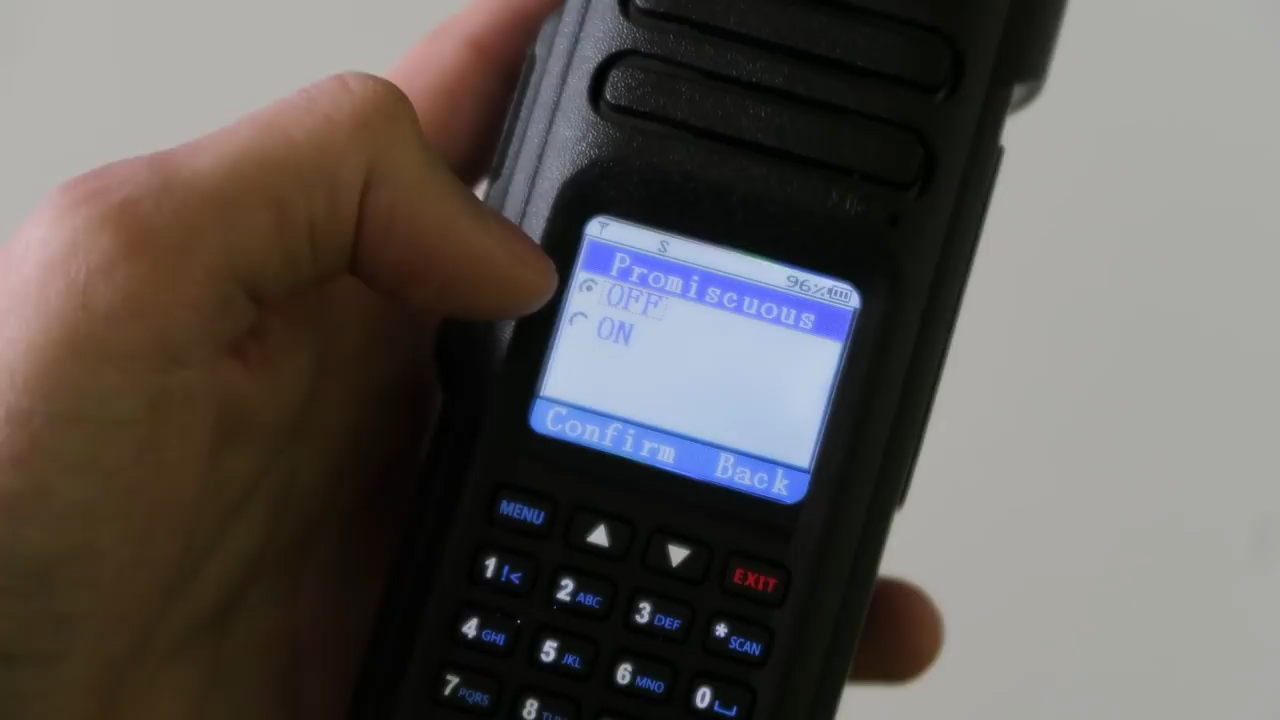 S 96%
Promiscuous
OFF
ON
Confirm Back
MENU EXIT
1 !< 2 ABC 3 DEF * SCAN
4 GHI 5 JKL 6 MNO 0
7 PQRS 8